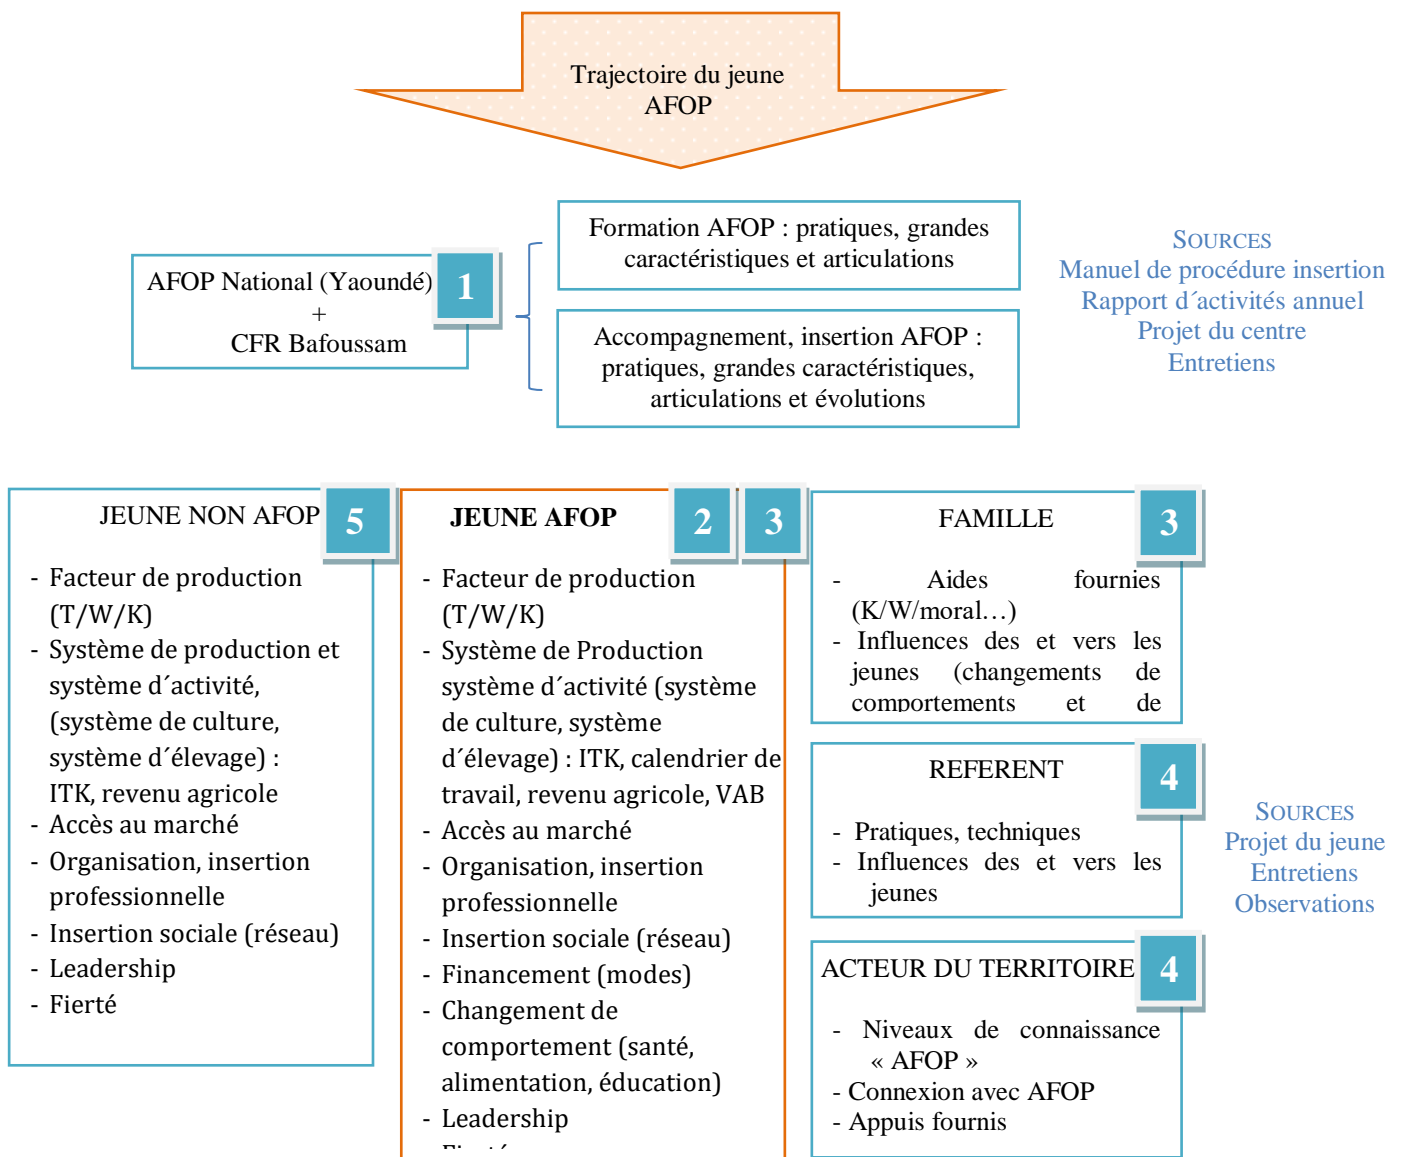 Trajectoire du jeune
AFOP
AFOP National (Yaoundé)
+
CFR Bafoussam
1
Formation AFOP : pratiques, grandes
caractéristiques et articulations
Accompagnement, insertion AFOP :
pratiques, grandes caractéristiques,
articulations et évolutions
SOURCES
Manuel de procédure insertion
Rapport d´activités annuel
Projet du centre
Entretiens
JEUNE NON AFOP
5
- Facteur de production
(T/W/K)
- Système de production et
système d´activité,
(système de culture,
système d´élevage) :
ITK, revenu agricole
- Accès au marché
- Organisation, insertion
professionnelle
- Insertion sociale (réseau)
- Leadership
- Fierté
JEUNE AFOP
2
3
- Facteur de production
(T/W/K)
- Système de Production
système d´activité (système
de culture, système
d´élevage) : ITK, calendrier de
travail, revenu agricole, VAB
- Accès au marché
- Organisation, insertion
professionnelle
- Insertion sociale (réseau)
- Financement (modes)
- Changement de
comportement (santé,
alimentation, éducation)
- Leadership
FAMILLE
3
- Aides fournies
(K/W/moral…)
- Influences des et vers les
jeunes (changements de
comportements et de
REFERENT
4
- Pratiques, techniques
- Influences des et vers les
jeunes
ACTEUR DU TERRITOIRE
4
- Niveaux de connaissance
« AFOP »
- Connexion avec AFOP
- Appuis fournis
SOURCES
Projet du jeune
Entretiens
Observations